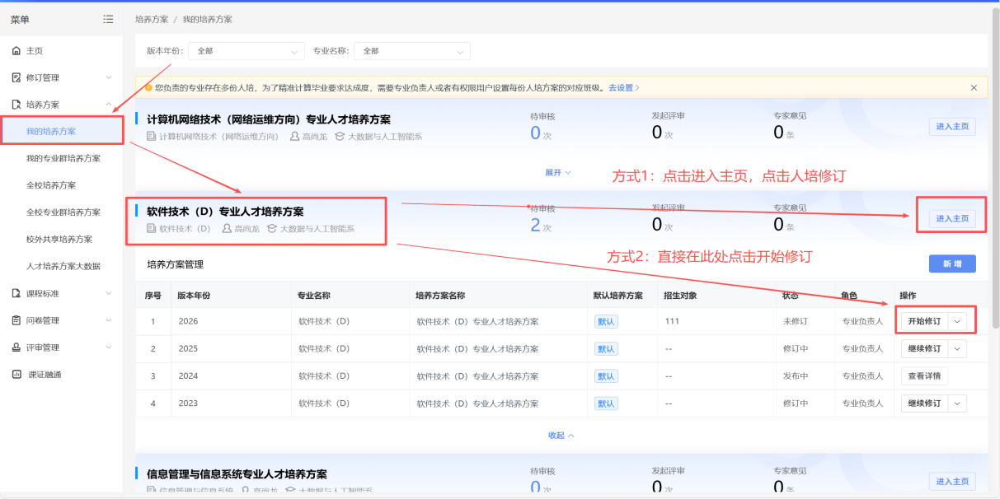 菜单
培养方案 / 我的培养方案
主页
修订管理
培养方案
我的培养方案
我的专业群培养方案
全校培养方案
全校专业群培养方案
校外共享培养方案
人才培养方案大数据
课程标准
问卷管理
评审管理
课证融通
版本年份: 全部 专业名称: 全部
您负责的专业存在多份人培，为了精准计算毕业要求达成度，需要专业负责人或者有权限用户设置每份人培方案的对应班级。 去设置 >
计算机网络技术（网络运维方向）专业人才培养方案
计算机网络技术（网络运维方向） 高尚龙 大数据与人工智能系
待审核 发起评审 专家意见
0 次 0 次 0 条
进入主页
展开
方式1：点击进入主页，点击人培修订
软件技术（D）专业人才培养方案
软件技术（D） 高尚龙 大数据与人工智能系
待审核 发起评审 专家意见
2 次 0 次 0 条
进入主页
方式2：直接在此处点击开始修订
培养方案管理
新 增
序号 版本年份 专业名称 培养方案名称 默认培养方案 招生对象 状态 角色 操作
1 2026 软件技术（D） 软件技术（D）专业人才培养方案 默认 111 未修订 专业负责人 开始修订
2 2025 软件技术（D） 软件技术（D）专业人才培养方案 默认 -- 修订中 专业负责人 继续修订
3 2024 软件技术（D） 软件技术（D）专业人才培养方案 默认 -- 发布中 专业负责人 查看详情
4 2023 软件技术（D） 软件技术（D）专业人才培养方案 默认 -- 修订中 专业负责人 继续修订
收起
信息管理与信息系统专业人才培养方案
信息管理与信息系统 高尚龙 大数据与人工智能系
待审核 发起评审 专家意见
0 次 0 次 0 条
进入主页